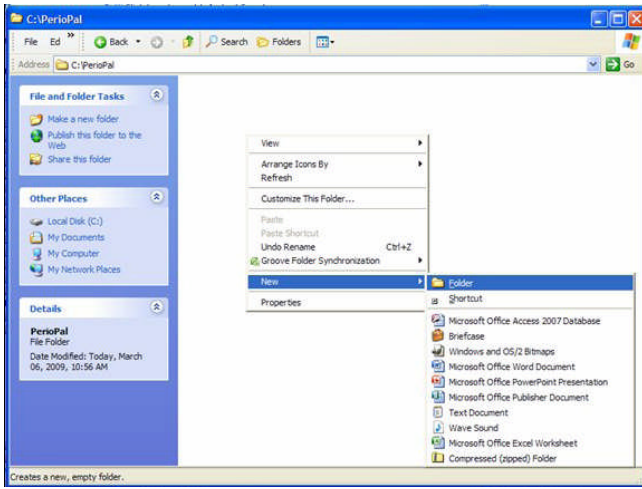 C:\PerioPal
File Ed » Back Search Folders
Address C:\PerioPal Go
File and Folder Tasks
Make a new folder
Publish this folder to the
Web
Share this folder
Other Places
Local Disk (C:)
My Documents
My Computer
My Network Places
Details
PerioPal
File Folder
Date Modified: Today, March
06, 2009, 10:56 AM
View
Arrange Icons By
Refresh
Customize This Folder...
Paste
Paste Shortcut
Undo Rename Ctrl+Z
Groove Folder Synchronization
New
Properties
Folder
Shortcut
Microsoft Office Access 2007 Database
Briefcase
Windows and OS/2 Bitmaps
Microsoft Office Word Document
Microsoft Office PowerPoint Presentation
Microsoft Office Publisher Document
Text Document
Wave Sound
Microsoft Office Excel Worksheet
Compressed (zipped) Folder
Creates a new, empty folder.